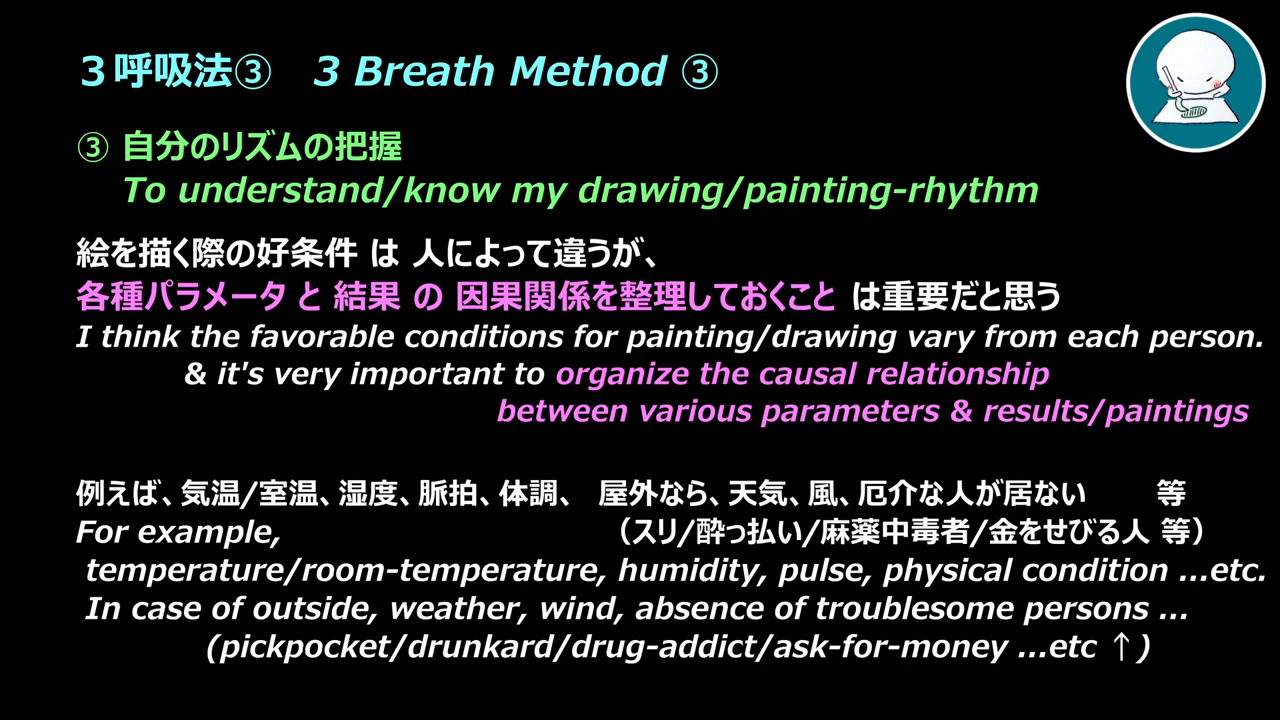 ３呼吸法③　3 Breath Method ③
③ 自分のリズムの把握
To understand/know my drawing/painting-rhythm
絵を描く際の好条件 は 人によって違うが、
各種パラメータ と 結果 の 因果関係を整理しておくこと は重要だと思う
I think the favorable conditions for painting/drawing vary from each person.
& it's very important to organize the causal relationship
between various parameters & results/paintings
例えば、気温/室温、湿度、脈拍、体調、 屋外なら、天気、風、厄介な人が居ない 等
For example, （スリ/酔っ払い/麻薬中毒者/金をせびる人 等）
temperature/room-temperature, humidity, pulse, physical condition ...etc.
In case of outside, weather, wind, absence of troublesome persons ...
(pickpocket/drunkard/drug-addict/ask-for-money ...etc ↑)